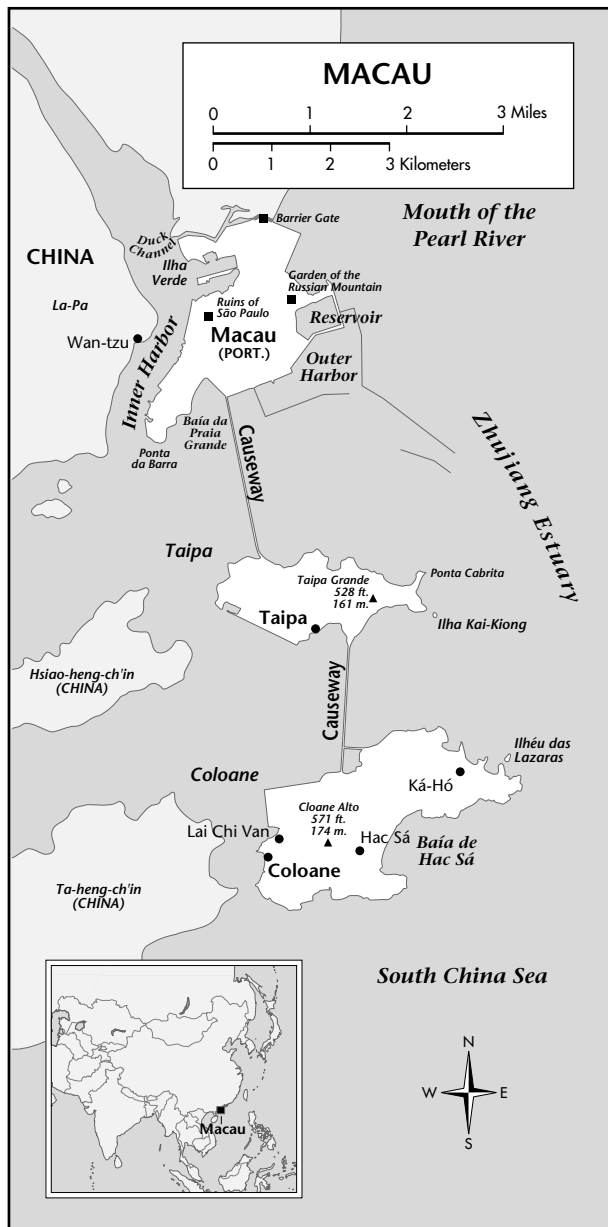 MACAU
0 1 2 3 Miles
0 1 2 3 Kilometers
Barrier Gate
Mouth of the
Pearl River
Duck
Channel
CHINA
Ilha
Verde
Garden of the
Russian Mountain
La-Pa
Ruins of
São Paulo
Reservoir
Wan-tzu
Macau
(PORT.)
Inner Harbor
Outer
Harbor
Baía da
Praia
Grande
Ponta
da Barra
Causeway
Zhujiang Estuary
Taipa
Taipa Grande
528 ft.
161 m.
Ponta Cabrita
Taipa
Ilha Kai-Kiong
Hsiao-heng-ch'in
(CHINA)
Causeway
Ilhéu das
Lazaras
Coloane
Ká-Hó
Cloane Alto
571 ft.
174 m.
Lai Chi Van
Hac Sá
Baía de
Hac Sá
Coloane
Ta-heng-ch'in
(CHINA)
South China Sea
N
W E
S
Macau